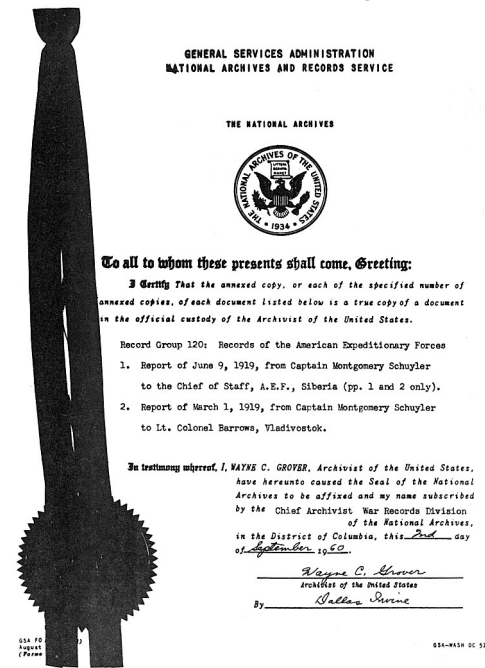 GENERAL SERVICES ADMINISTRATION
NATIONAL ARCHIVES AND RECORDS SERVICE
THE NATIONAL ARCHIVES
THE NATIONAL ARCHIVES OF THE UNITED STATES
LITTERA SCRIPTA MANET
• 1934 •
To all to whom these presents shall come, Greeting:
I Certify That the annexed copy, or each of the specified number of
annexed copies, of each document listed below is a true copy of a document
in the official custody of the Archivist of the United States.
Record Group 120: Records of the American Expeditionary Forces
1. Report of June 9, 1919, from Captain Montgomery Schuyler
to the Chief of Staff, A.E.F., Siberia (pp. 1 and 2 only).
2. Report of March 1, 1919, from Captain Montgomery Schuyler
to Lt. Colonel Barrows, Vladivostok.
In testimony whereof, I, WAYNE C. GROVER, Archivist of the United States,
have hereunto caused the Seal of the National
Archives to be affixed and my name subscribed
by the Chief Archivist War Records Division
of the National Archives,
in the District of Columbia, this 2nd day
of September 1960.
Wayne C. Grover
Archivist of the United States
By Dallas Irvine
GSA FO
August
(Forme
GSA-WASH DC